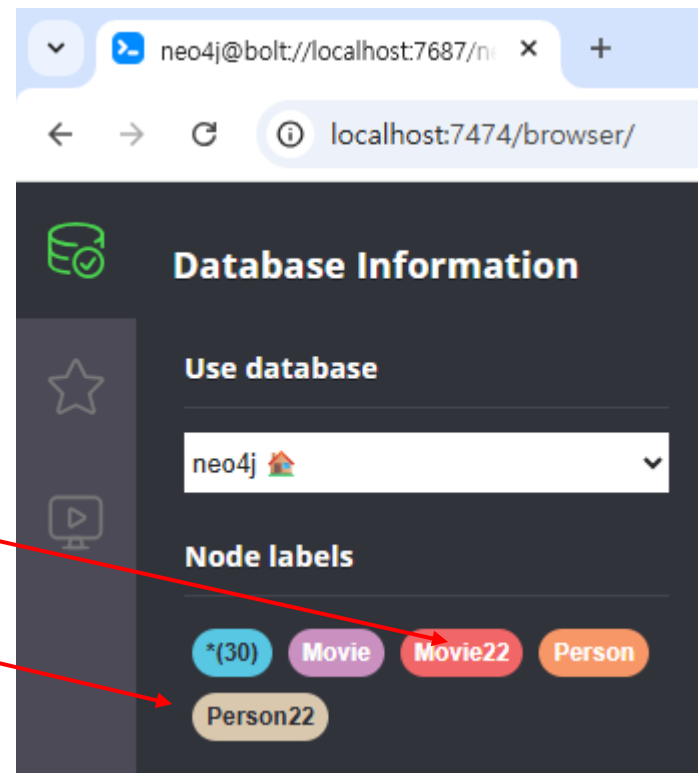 neo4j@bolt://localhost:7687/n
localhost:7474/browser/
Database Information
Use database
neo4j 🏠
Node labels
*(30) Movie Movie22 Person
Person22